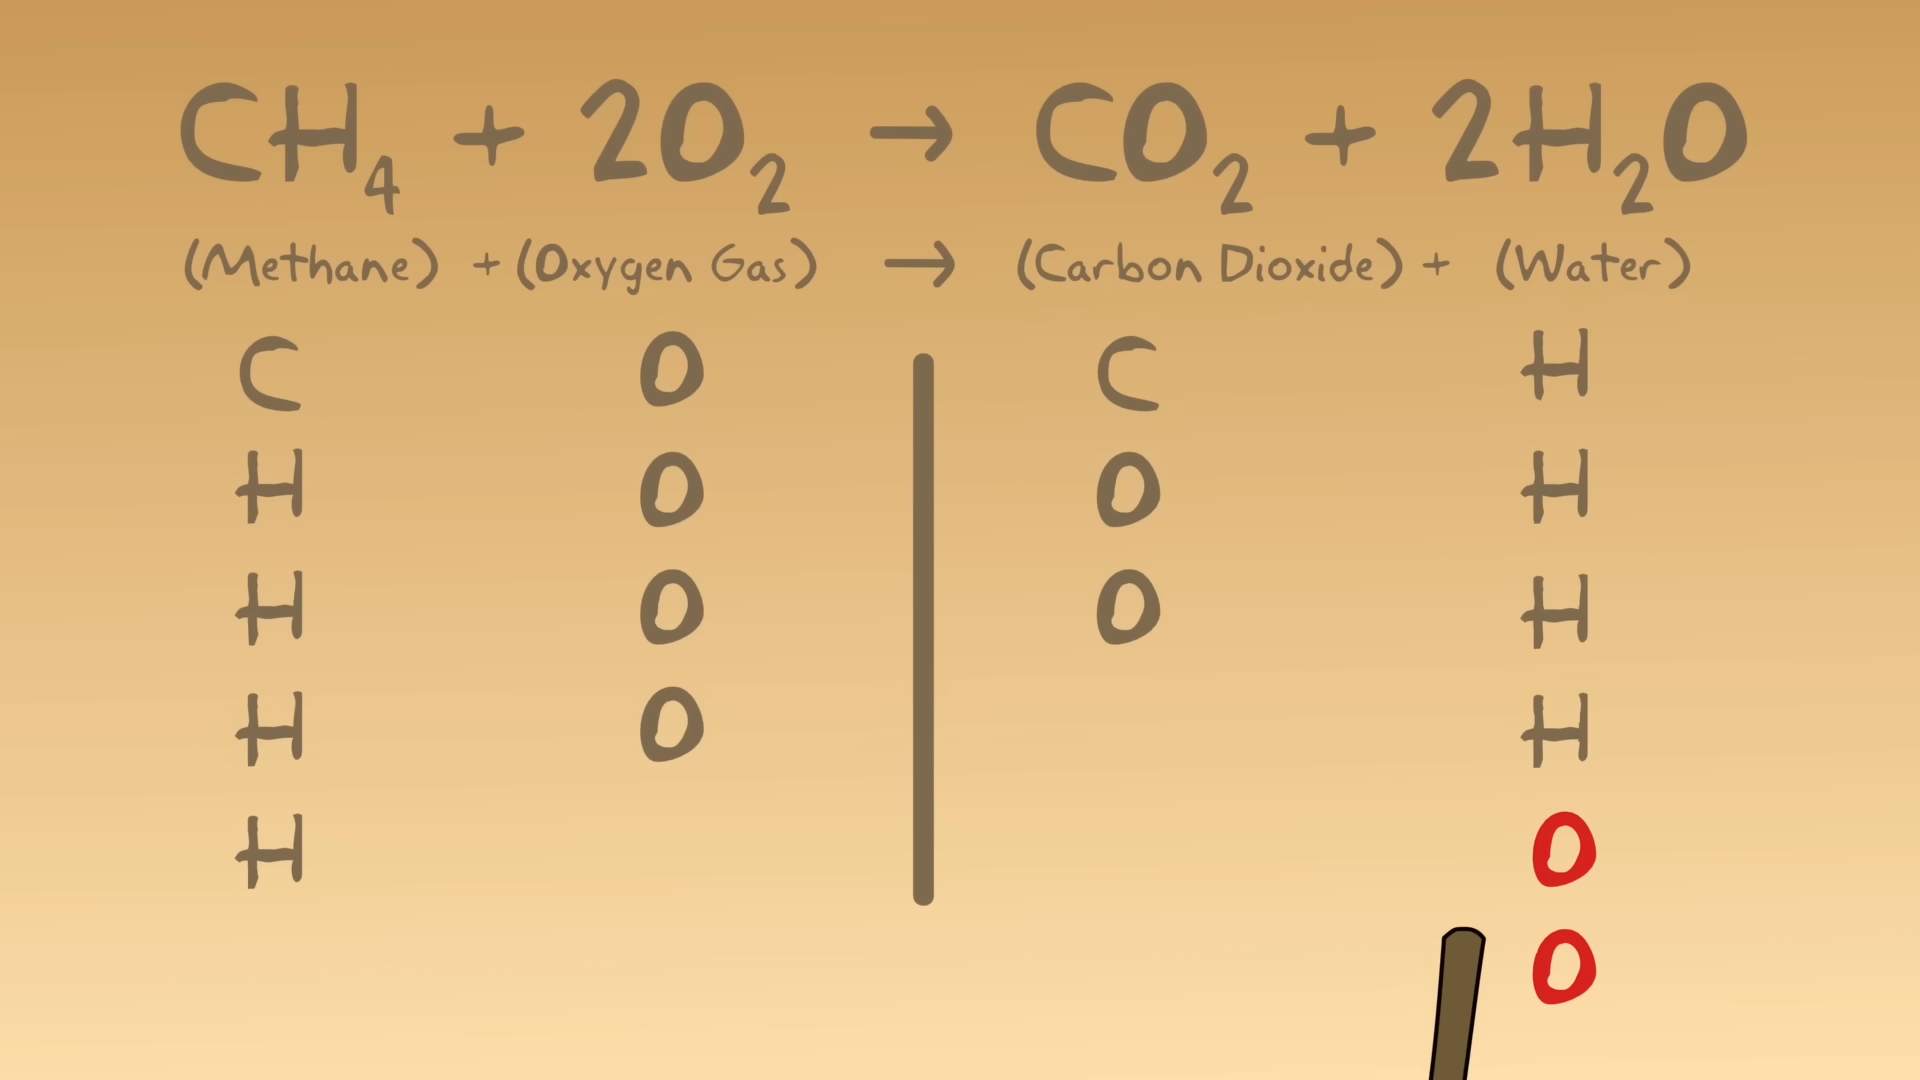 CH₄ + 2O₂ → CO₂ + 2H₂O
(Methane) + (Oxygen Gas) → (Carbon Dioxide) + (Water)
C O C H
H O O H
H O O H
H O H
H O
O